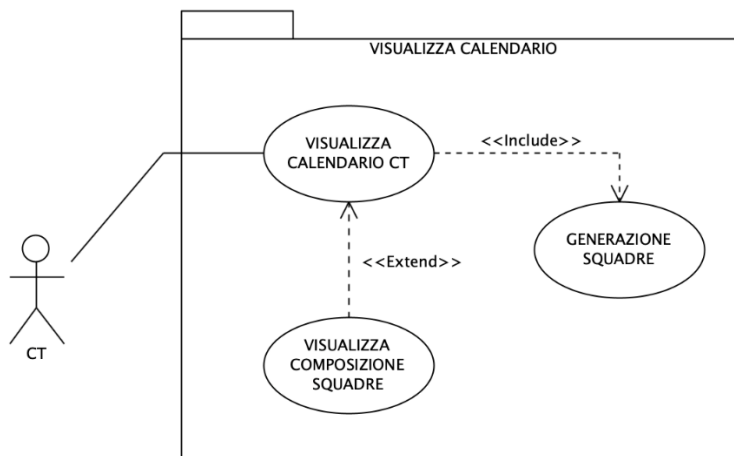 VISUALIZZA CALENDARIO
VISUALIZZA
CALENDARIO CT
<<Include>>
GENERAZIONE
SQUADRE
<<Extend>>
VISUALIZZA
COMPOSIZIONE
SQUADRE
CT